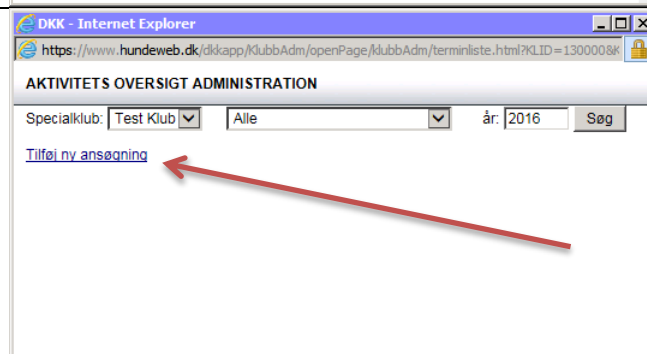 DKK - Internet Explorer
https://www.hundeweb.dk/dkkapp/KlubbAdm/openPage/klubbAdm/terminliste.html?KLID=130000&K
AKTIVITETS OVERSIGT ADMINISTRATION
Specialklub: Test Klub Alle år: 2016 Søg
Tilføj ny ansøgning